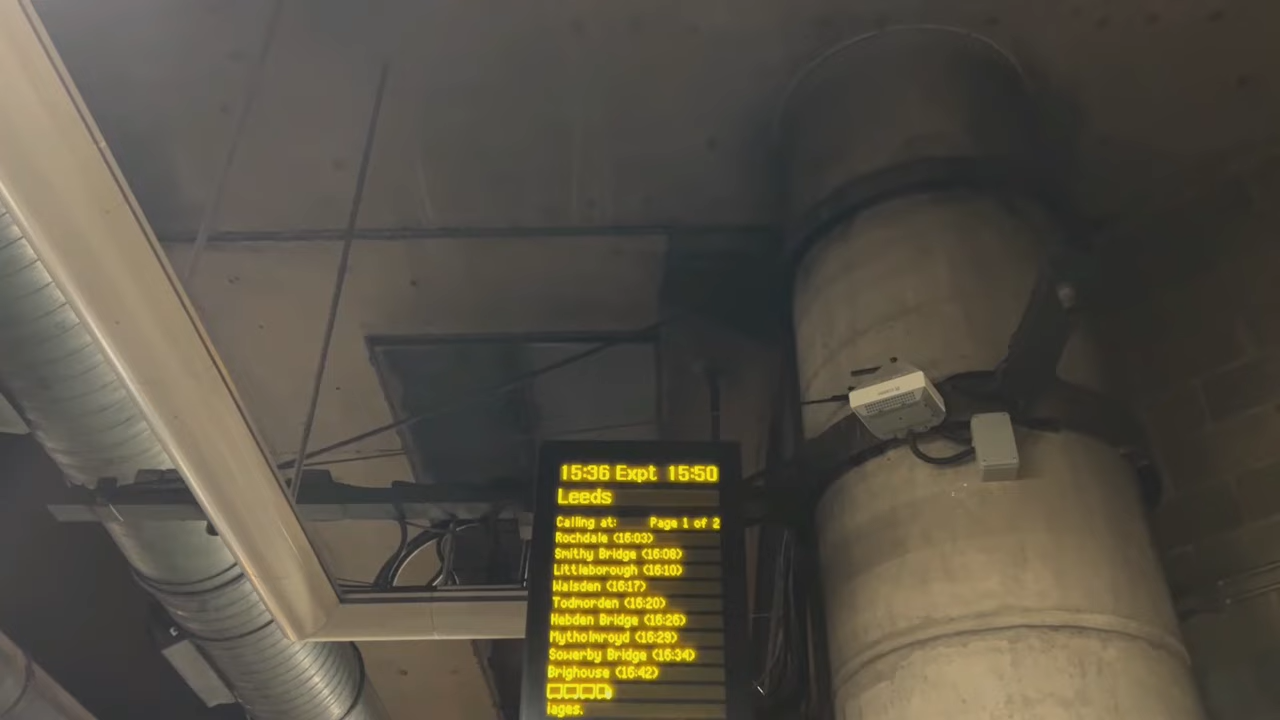 15:36 Expt 15:50
Leeds
Calling at: Page 1 of 2
Rochdale (16:03)
Smithy Bridge (16:08)
Littleborough (16:10)
Walsden (16:17)
Todmorden (16:20)
Hebden Bridge (16:26)
Mytholmroyd (16:29)
Sowerby Bridge (16:34)
Brighouse (16:42)
iages.